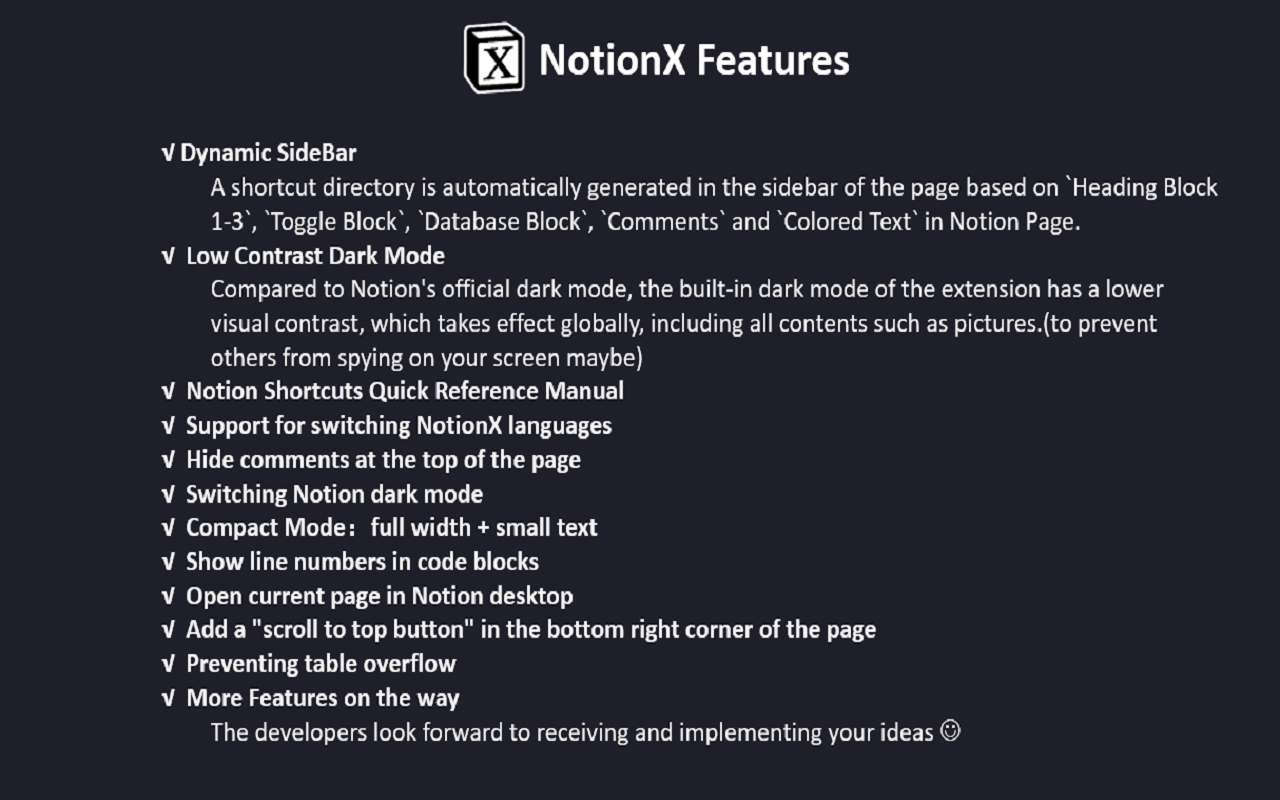 X NotionX Features
√ Dynamic SideBar
A shortcut directory is automatically generated in the sidebar of the page based on `Heading Block
1-3`, `Toggle Block`, `Database Block`, `Comments` and `Colored Text` in Notion Page.
√ Low Contrast Dark Mode
Compared to Notion's official dark mode, the built-in dark mode of the extension has a lower
visual contrast, which takes effect globally, including all contents such as pictures.(to prevent
others from spying on your screen maybe)
√ Notion Shortcuts Quick Reference Manual
√ Support for switching NotionX languages
√ Hide comments at the top of the page
√ Switching Notion dark mode
√ Compact Mode：full width + small text
√ Show line numbers in code blocks
√ Open current page in Notion desktop
√ Add a "scroll to top button" in the bottom right corner of the page
√ Preventing table overflow
√ More Features on the way
The developers look forward to receiving and implementing your ideas ☺